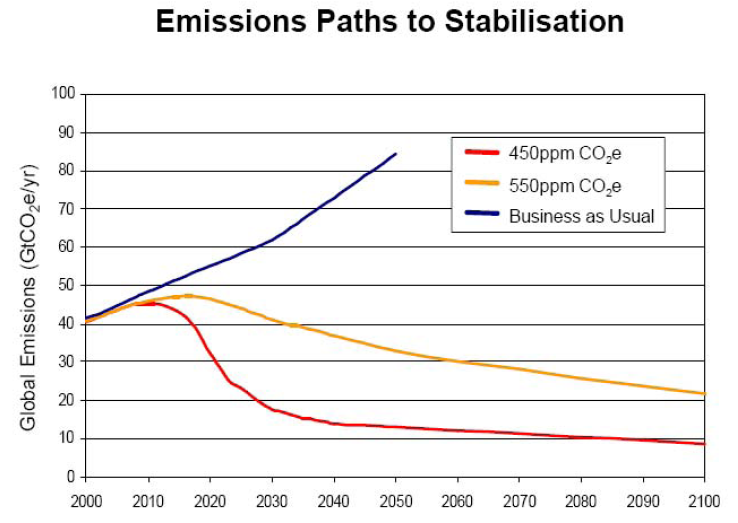 Emissions Paths to Stabilisation
Global Emissions (GtCO₂e/yr)
100
90
80
70
60
50
40
30
20
10
0
450ppm CO₂e
550ppm CO₂e
Business as Usual
2000 2010 2020 2030 2040 2050 2060 2070 2080 2090 2100